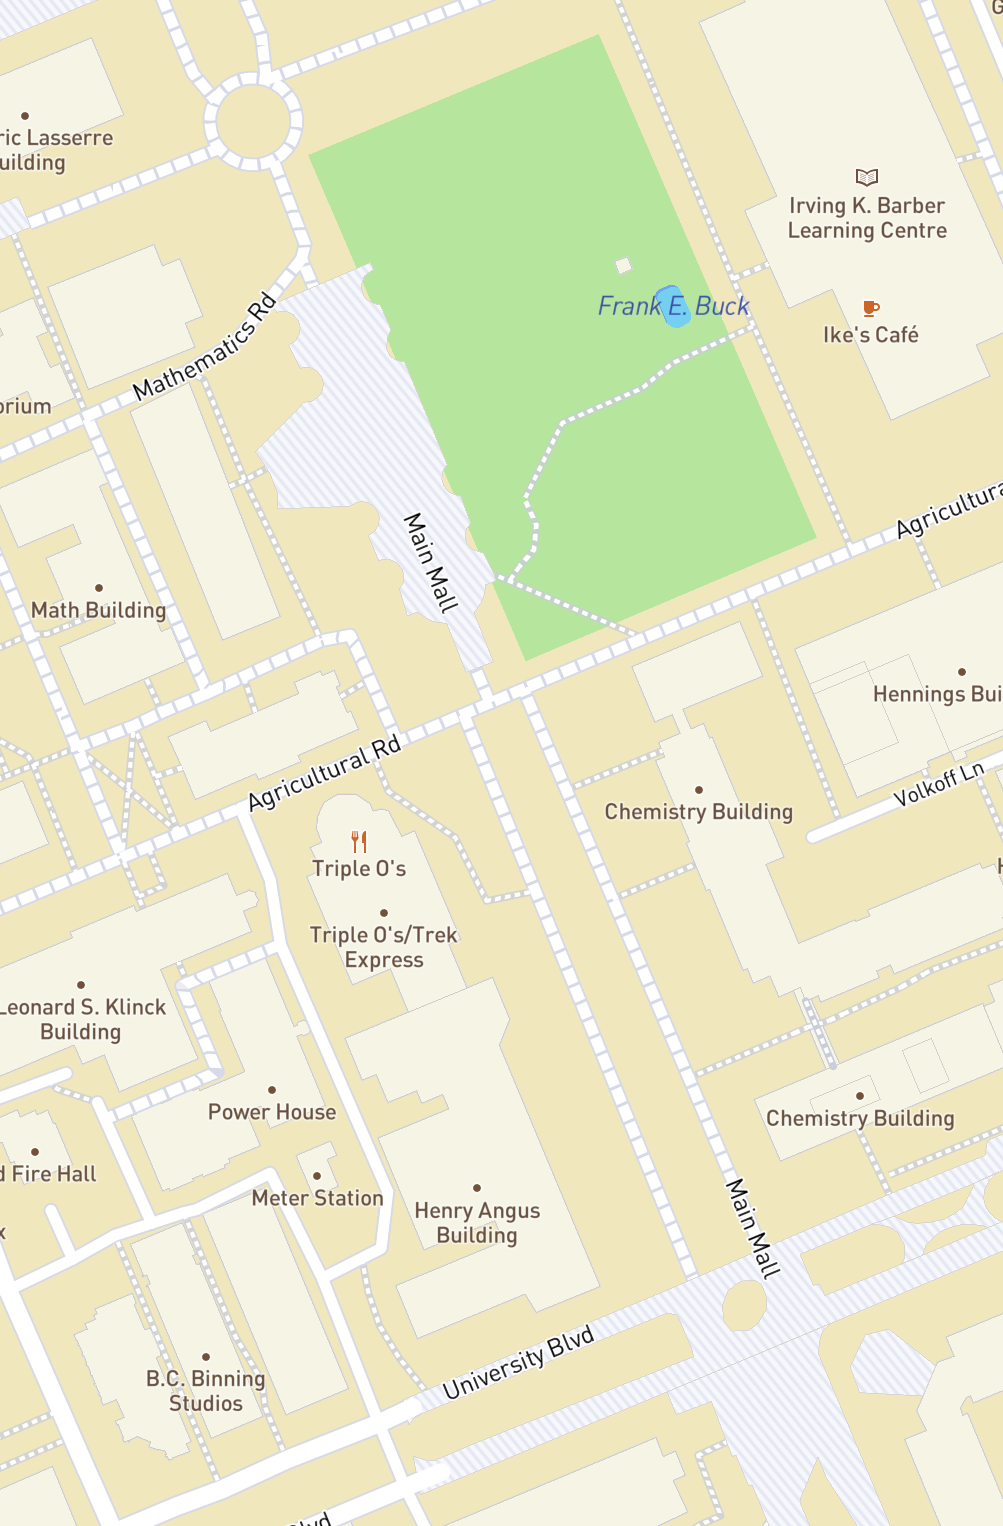 ric Lasserre
uilding
Irving K. Barber
Learning Centre
Frank E. Buck
Ike's Café
Mathematics Rd
orium
Agricultura
Main Mall
Math Building
Hennings Bui
Agricultural Rd
Volkoff Ln
Chemistry Building
Triple O's
Triple O's/Trek
Express
Leonard S. Klinck
Building
Power House
Chemistry Building
d Fire Hall
Meter Station
Henry Angus
Building
Main Mall
University Blvd
B.C. Binning
Studios
lvd